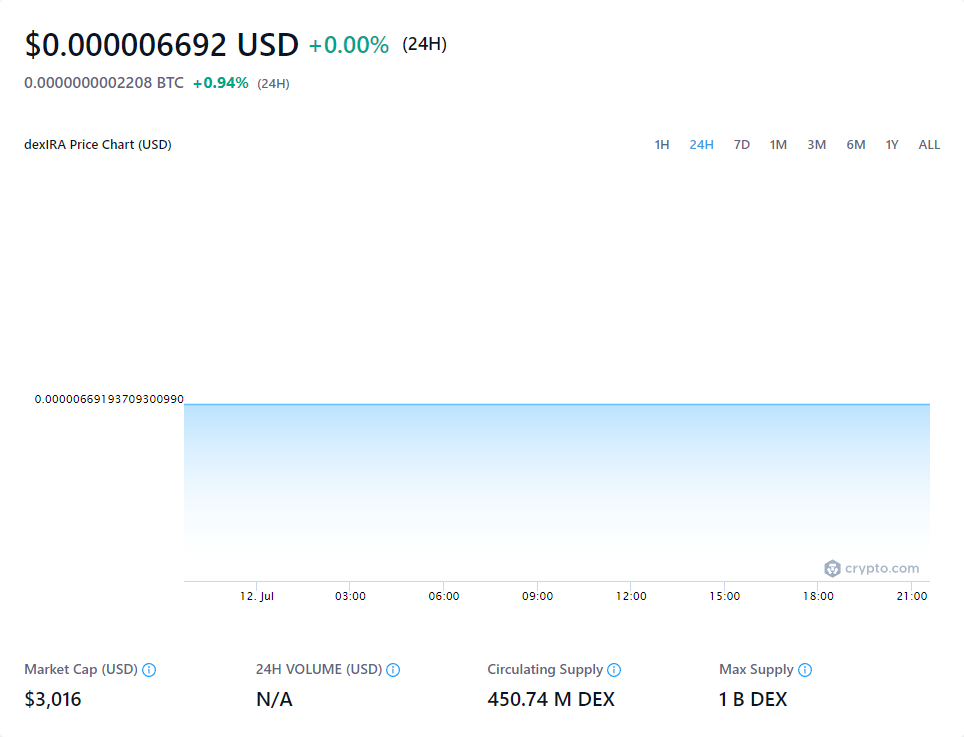 $0.000006692 USD +0.00% (24H)
0.0000000002208 BTC +0.94% (24H)
dexIRA Price Chart (USD) 1H 24H 7D 1M 3M 6M 1Y ALL
0.00000669193709300990
crypto.com
12. Jul 03:00 06:00 09:00 12:00 15:00 18:00 21:00
Market Cap (USD) 24H VOLUME (USD) Circulating Supply Max Supply
$3,016 N/A 450.74 M DEX 1 B DEX